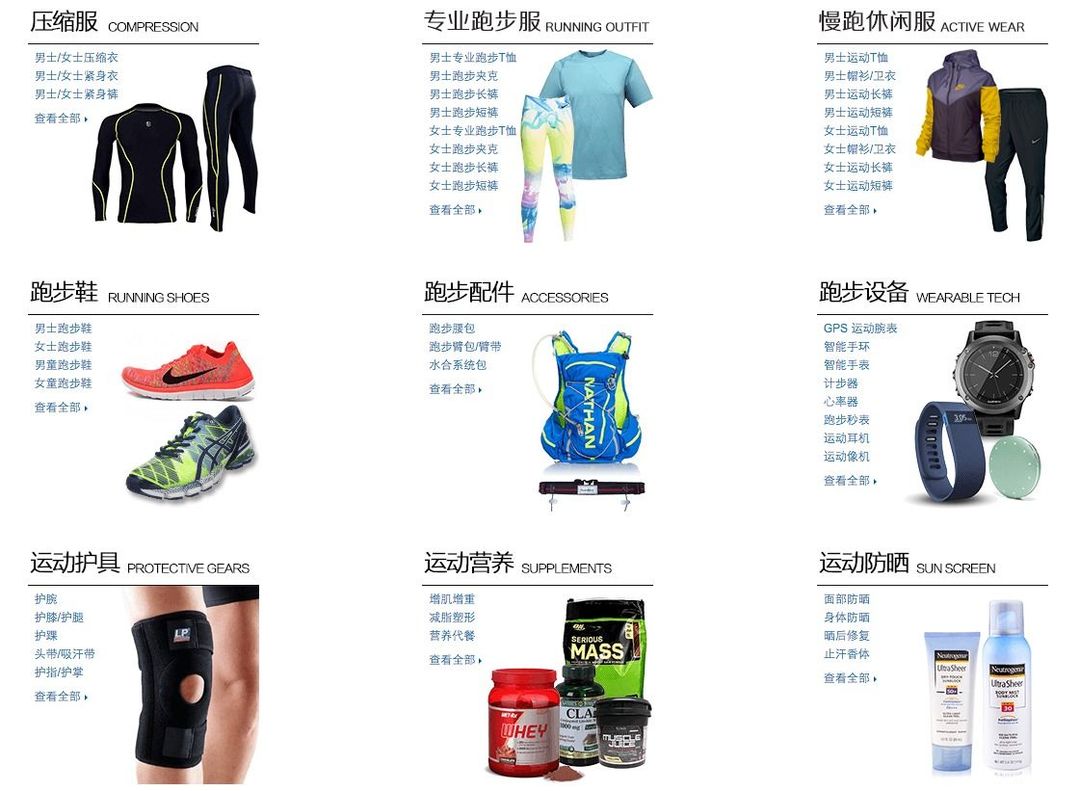 压缩服 COMPRESSION
男士/女士压缩衣
男士/女士紧身衣
男士/女士紧身裤
查看全部
专业跑步服 RUNNING OUTFIT
男士专业跑步T恤
男士跑步夹克
男士跑步长裤
男士跑步短裤
女士专业跑步T恤
女士跑步夹克
女士跑步长裤
女士跑步短裤
查看全部
慢跑休闲服 ACTIVE WEAR
男士运动T恤
男士帽衫/卫衣
男士运动长裤
男士运动短裤
女士运动T恤
女士帽衫/卫衣
女士运动长裤
女士运动短裤
查看全部
跑步鞋 RUNNING SHOES
男士跑步鞋
女士跑步鞋
男童跑步鞋
女童跑步鞋
查看全部
跑步配件 ACCESSORIES
跑步腰包
跑步臂包/臂带
水合系统包
查看全部
NATHAN
跑步设备 WEARABLE TECH
GPS 运动腕表
智能手环
智能手表
计步器
心率器
跑步秒表
运动耳机
运动像机
查看全部
12
3:05
运动护具 PROTECTIVE GEARS
护腕
护膝/护腿
护踝
头带/吸汗带
护指/护掌
查看全部
LP
运动营养 SUPPLEMENTS
增肌增重
减脂塑形
营养代餐
查看全部
ON
SERIOUS
MASS
MET-Rx
WHEY
CLA
MUSCLE
JUICE
运动防晒 SUN SCREEN
面部防晒
身体防晒
晒后修复
止汗香体
查看全部
Neutrogena
UltraSheer
DRY-TOUCH
SUNBLOCK
50+
Neutrogena
UltraSheer
BODY MIST
SUNBLOCK
30